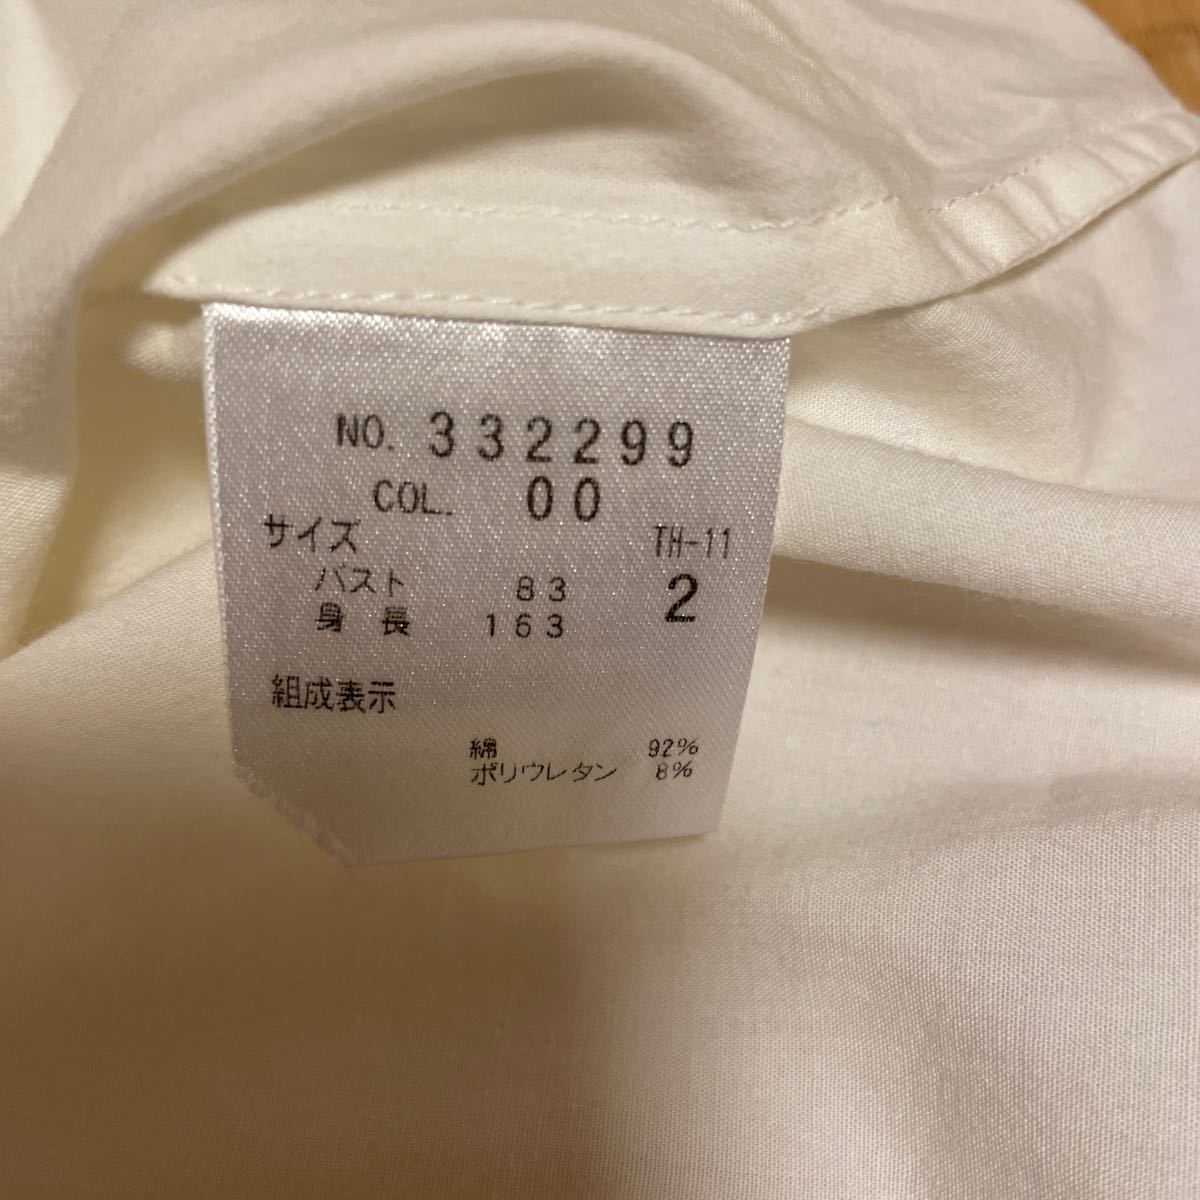 NO. 332299
COL. 00
サイズ TH-11
バスト 83 2
身長 163
組成表示
綿 92%
ポリウレタン 8%